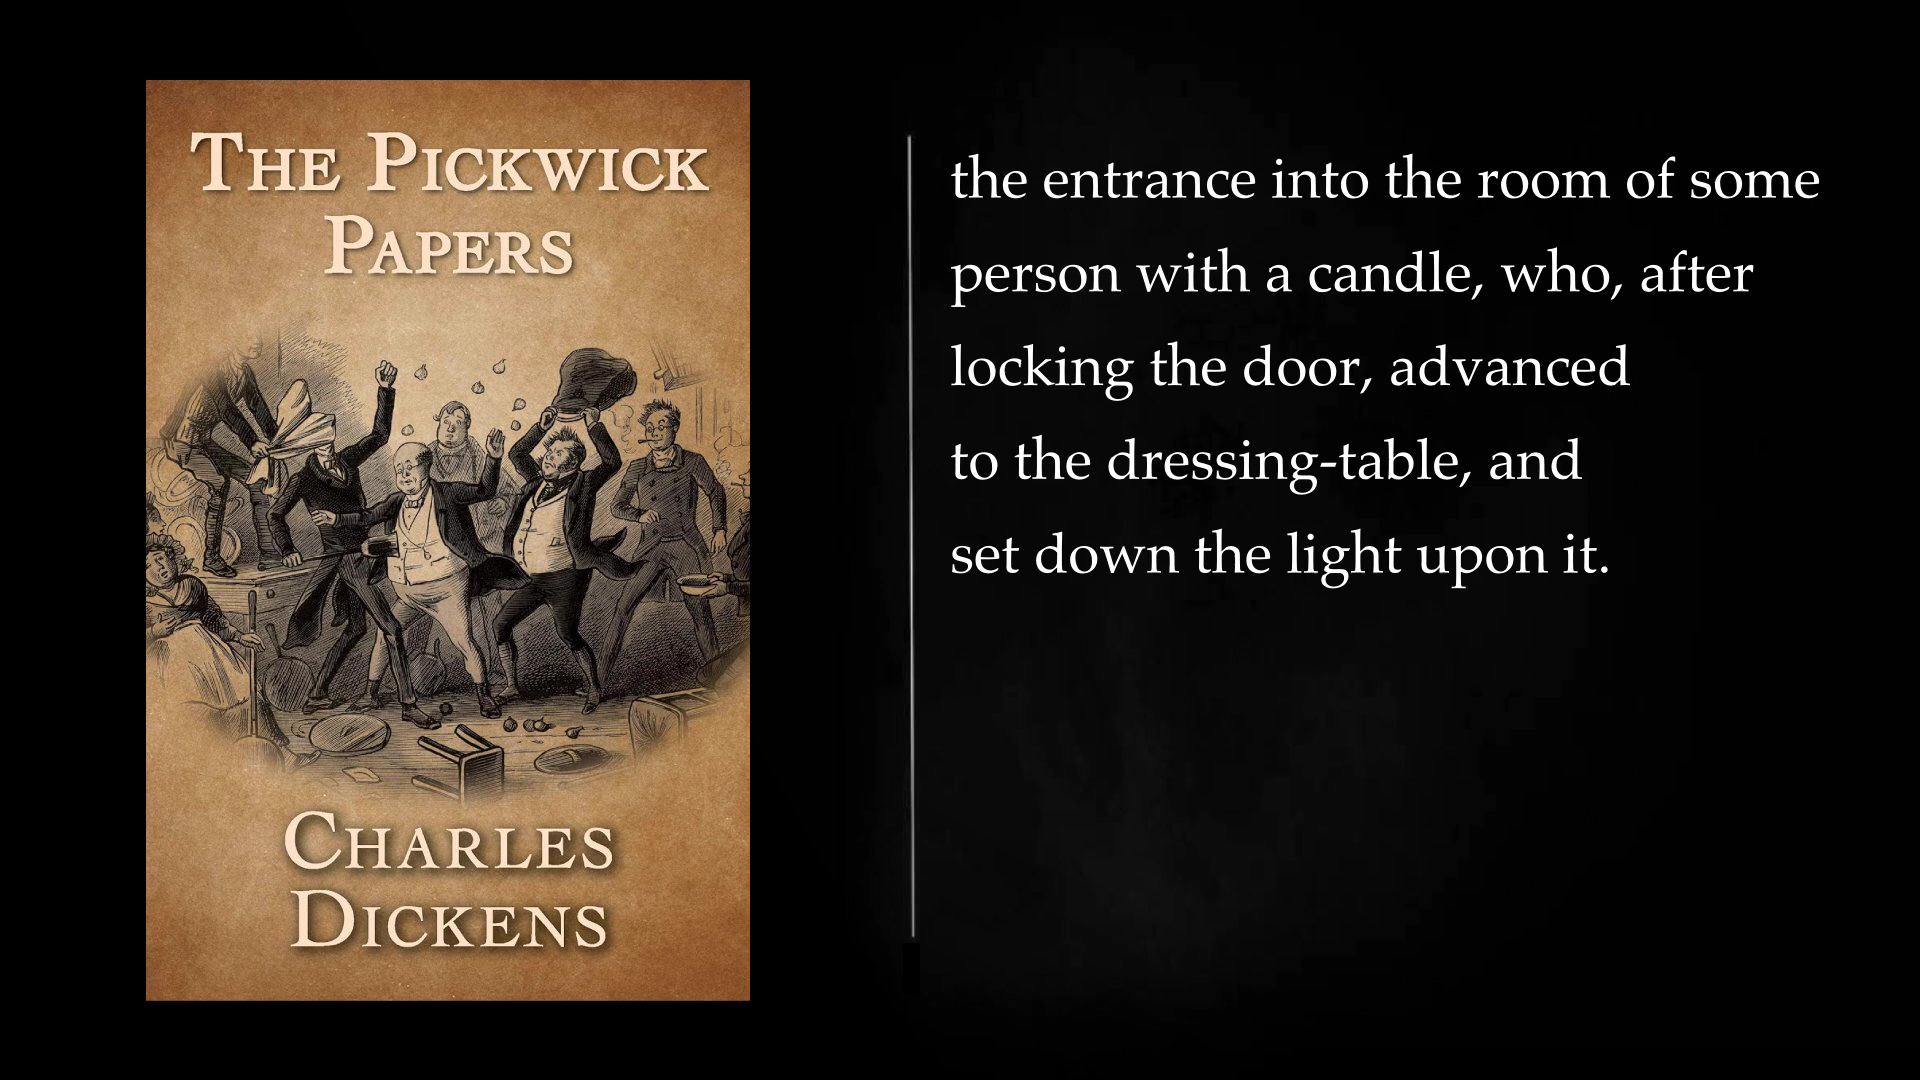 The Pickwick
Papers
Charles
Dickens
the entrance into the room of some
person with a candle, who, after
locking the door, advanced
to the dressing-table, and
set down the light upon it.